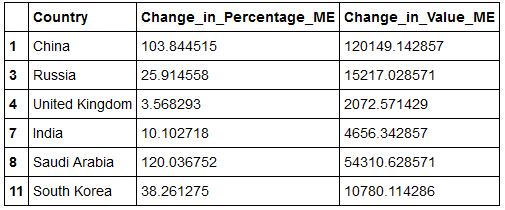 Country Change_in_Percentage_ME Change_in_Value_ME
1 China 103.844515 120149.142857
3 Russia 25.914558 15217.028571
4 United Kingdom 3.568293 2072.571429
7 India 10.102718 4656.342857
8 Saudi Arabia 120.036752 54310.628571
11 South Korea 38.261275 10780.114286